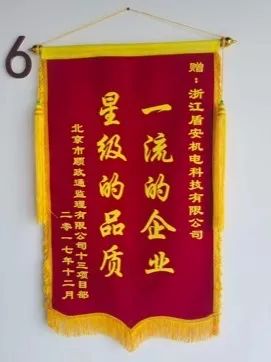 6
赠：浙江盾安机电科技有限公司
一流的企业
星级的品质
北京市顺政通监理有限公司十三项目部
二零一七年十二月